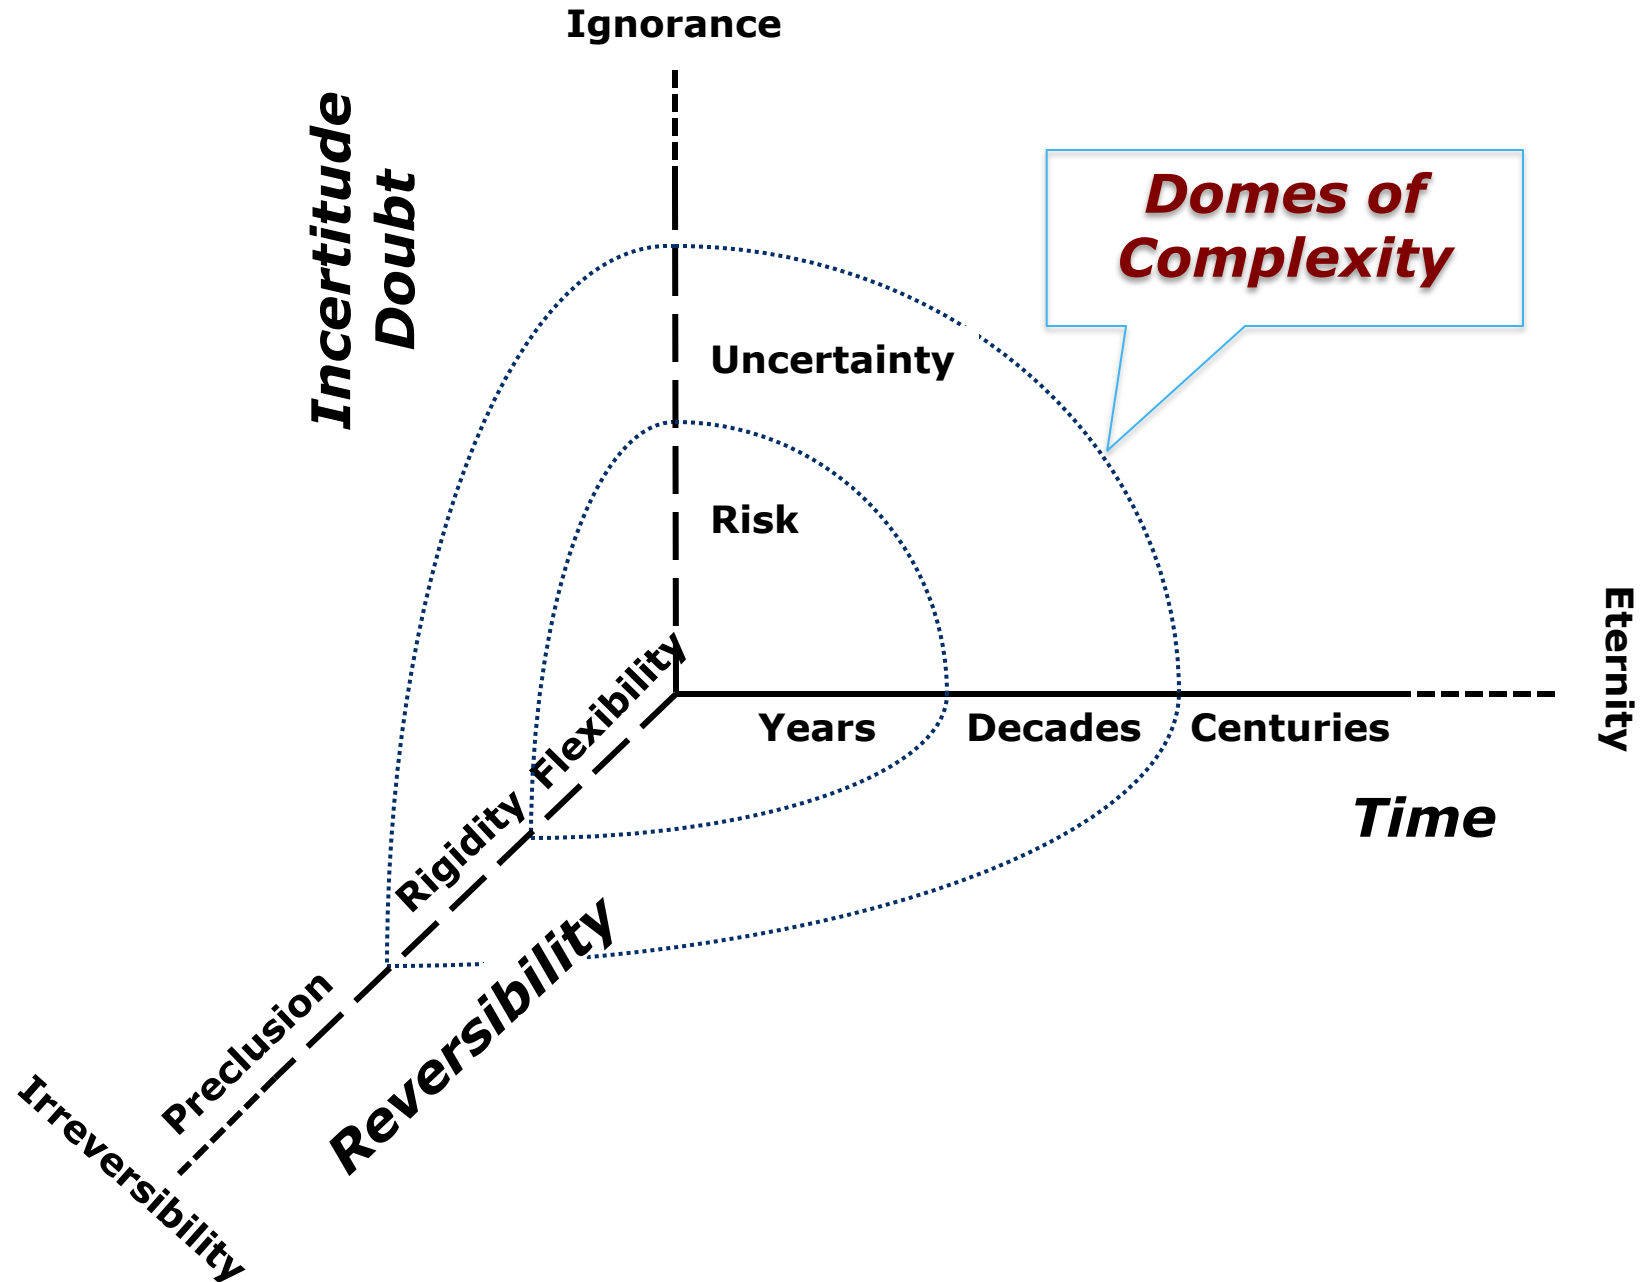 Ignorance
Incertitude
Doubt
Domes of
Complexity
Uncertainty
Risk
Eternity
Flexibility
Years
Decades
Centuries
Time
Rigidity
Reversibility
Preclusion
Irreversibility